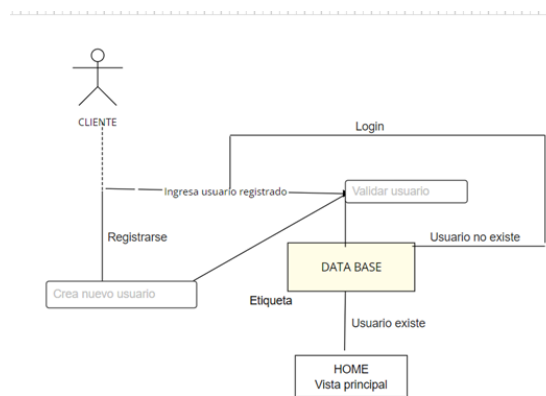 CLIENTE
Login
Ingresa usuario registrado
Validar usuario
Registrarse
Usuario no existe
DATA BASE
Crea nuevo usuario
Etiqueta
Usuario existe
HOME
Vista principal